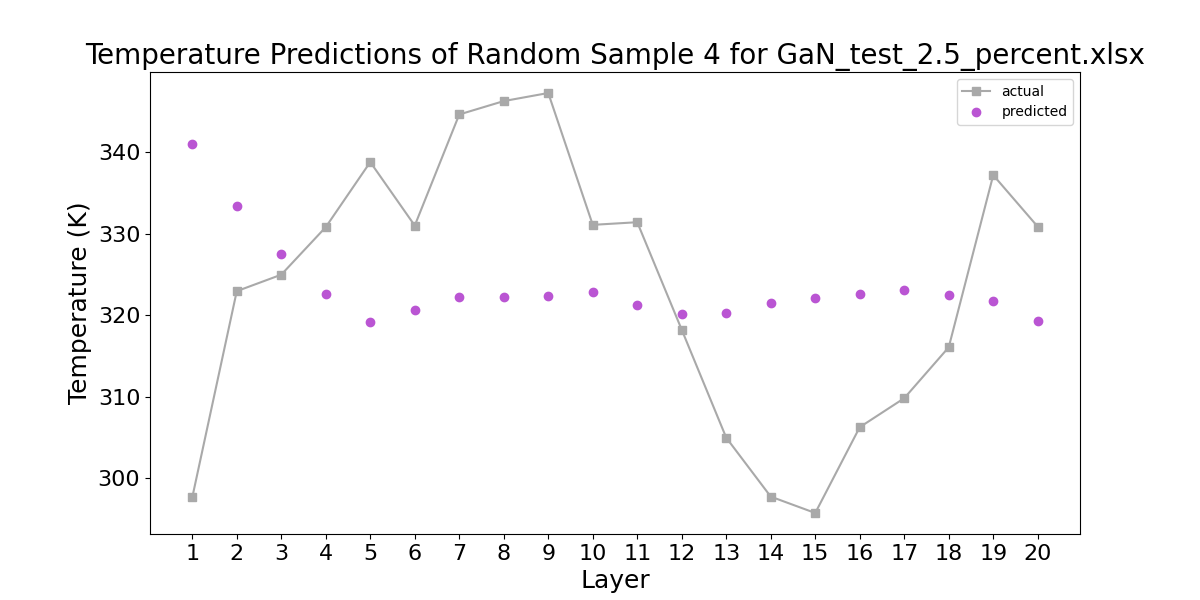 Temperature Predictions of Random Sample 4 for GaN_test_2.5_percent.xlsx
actual
predicted
Temperature (K)
340
330
320
310
300
1 2 3 4 5 6 7 8 9 10 11 12 13 14 15 16 17 18 19 20
Layer